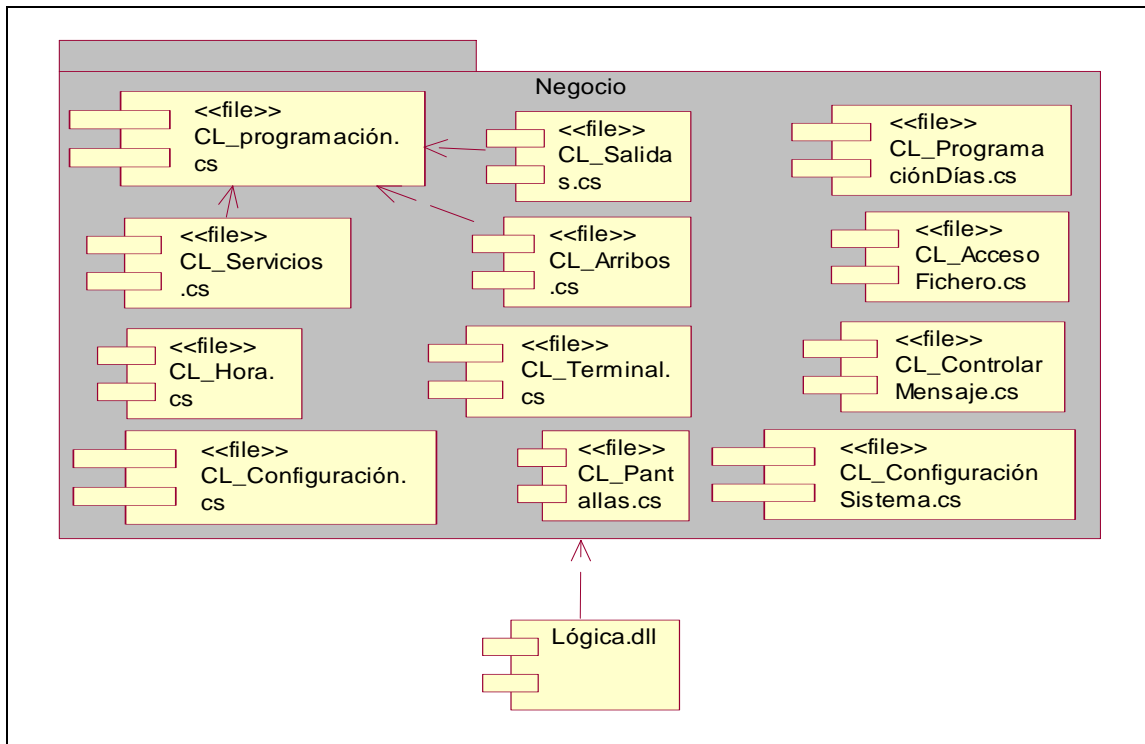 Negocio
<<file>>
CL_programación.
cs
<<file>>
CL_Salida
s.cs
<<file>>
CL_Programa
ciónDías.cs
<<file>>
CL_Servicios
.cs
<<file>>
CL_Arribos
.cs
<<file>>
CL_Acceso
Fichero.cs
<<file>>
CL_Hora.
cs
<<file>>
CL_Terminal.
cs
<<file>>
CL_Controlar
Mensaje.cs
<<file>>
CL_Configuración.
cs
<<file>>
CL_Pant
allas.cs
<<file>>
CL_Configuración
Sistema.cs
Lógica.dll